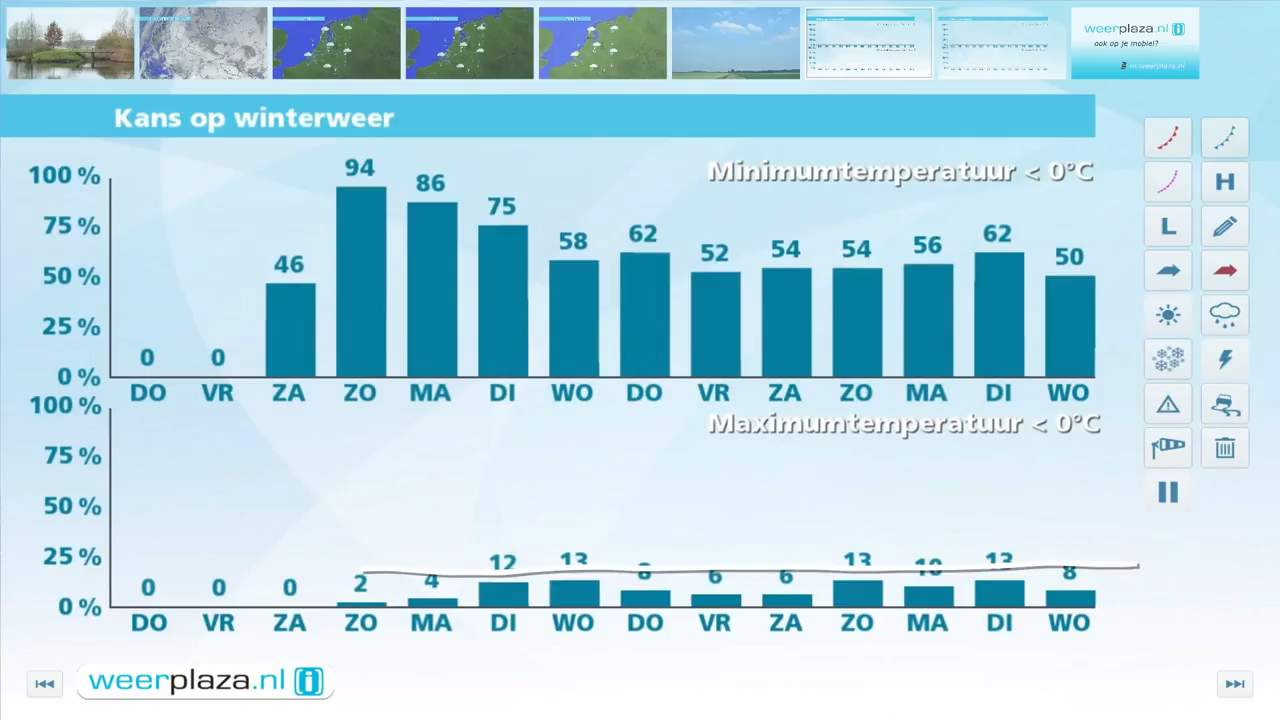 weerplaza.nl
ook op je mobiel?
m.weerplaza.nl
Kans op winterweer
Minimumtemperatuur < 0°C
100 %
75 %
50 %
25 %
0 %
0 0 46 94 86 75 58 62 52 54 54 56 62 50
DO VR ZA ZO MA DI WO DO VR ZA ZO MA DI WO
H
L
Maximumtemperatuur < 0°C
100 %
75 %
50 %
25 %
0 %
0 0 0 2 4 12 13 8 6 6 13 10 13 8
DO VR ZA ZO MA DI WO DO VR ZA ZO MA DI WO
weerplaza.nl